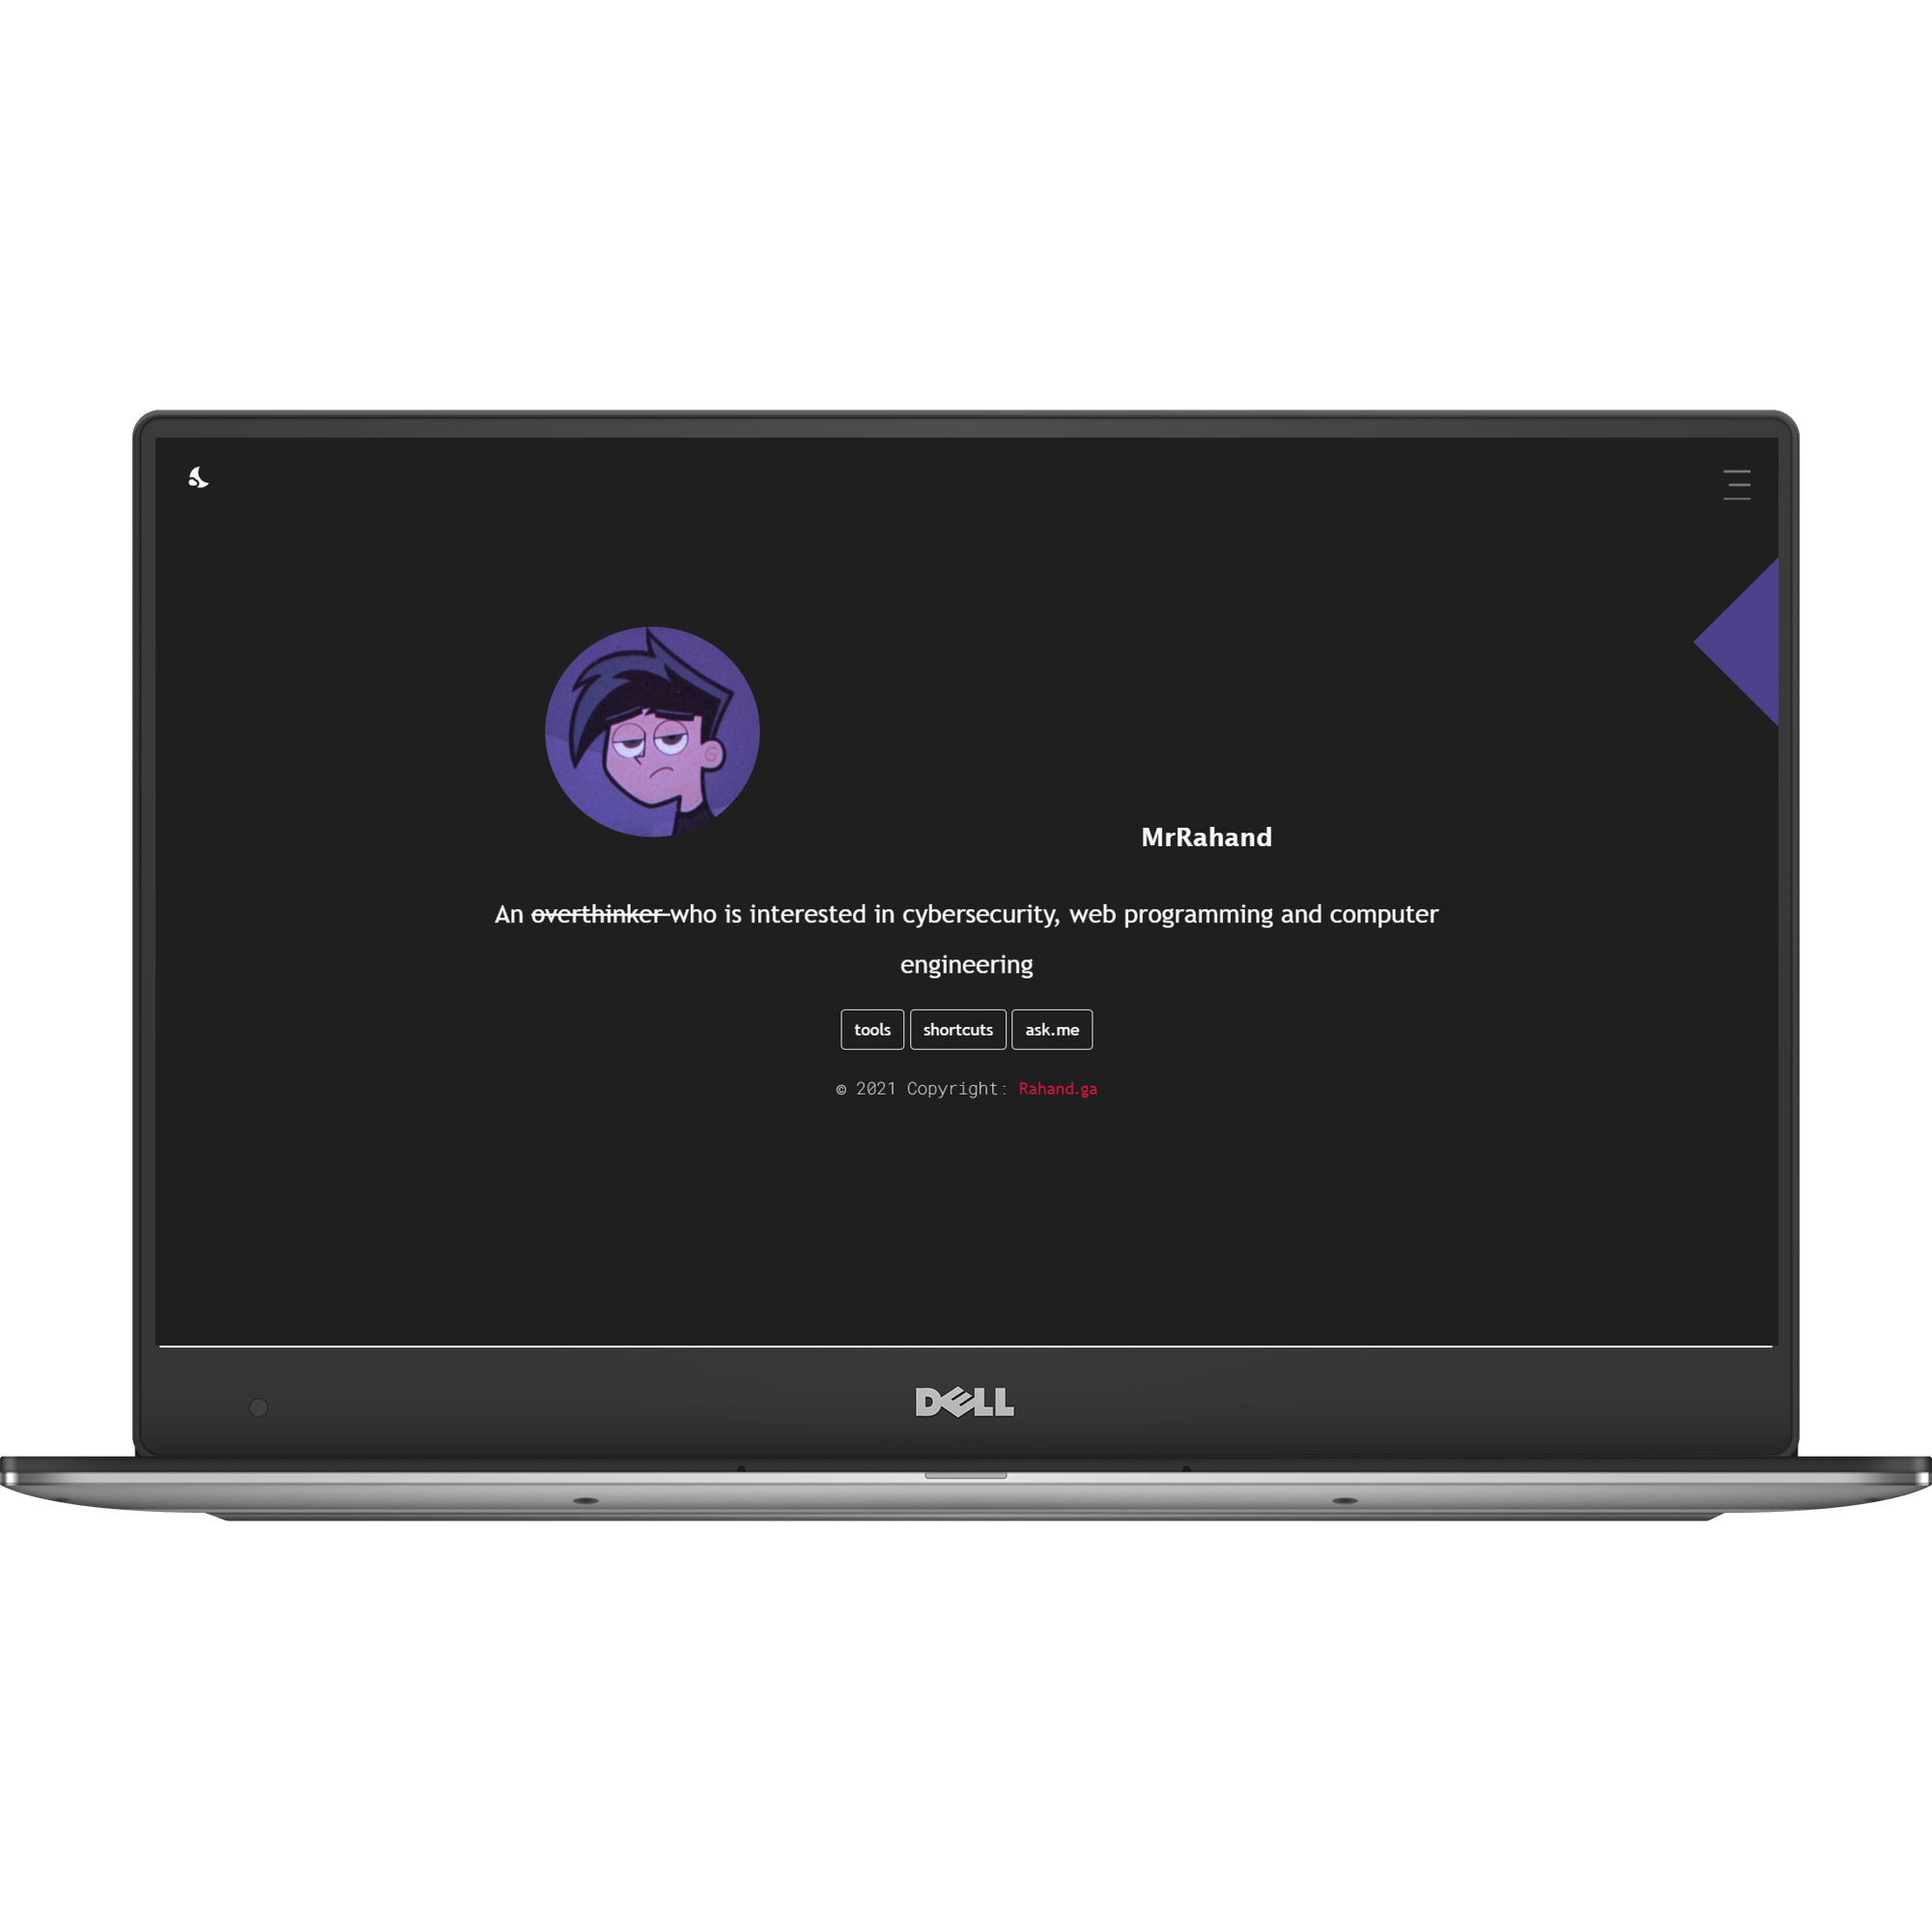 MrRahand
An overthinker who is interested in cybersecurity, web programming and computer
engineering
tools shortcuts ask.me
© 2021 Copyright: Rahand.ga
DELL